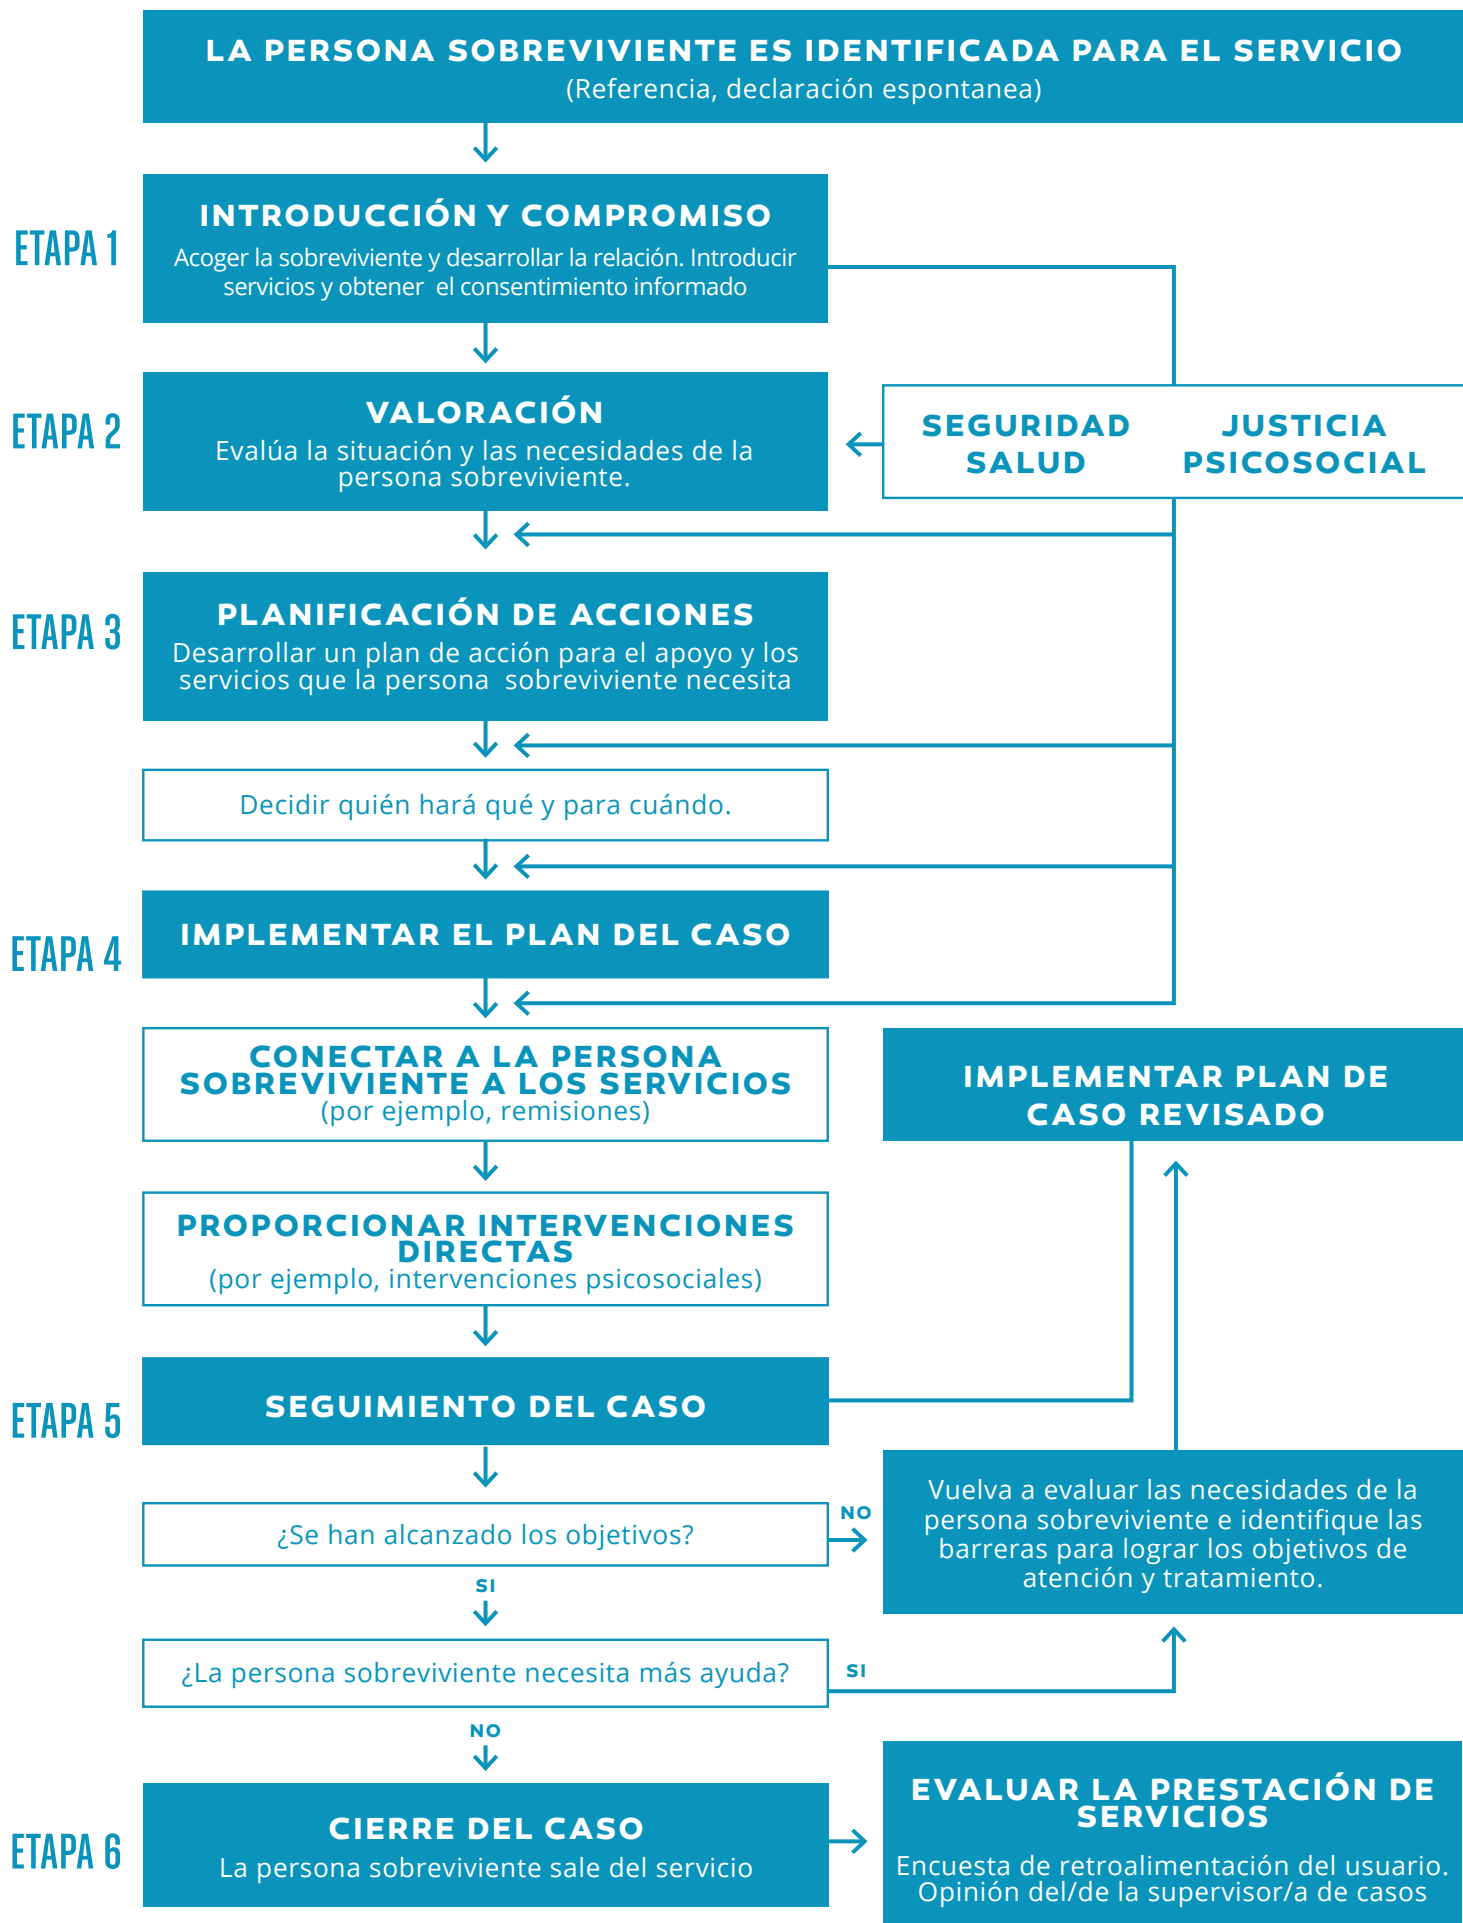 LA PERSONA SOBREVIVIENTE ES IDENTIFICADA PARA EL SERVICIO
(Referencia, declaración espontanea)
ETAPA 1
INTRODUCCIÓN Y COMPROMISO
Acoger la sobreviviente y desarrollar la relación. Introducir
servicios y obtener el consentimiento informado
ETAPA 2
VALORACIÓN
Evalúa la situación y las necesidades de la
persona sobreviviente.
SEGURIDAD JUSTICIA
SALUD PSICOSOCIAL
ETAPA 3
PLANIFICACIÓN DE ACCIONES
Desarrollar un plan de acción para el apoyo y los
servicios que la persona sobreviviente necesita
Decidir quién hará qué y para cuándo.
ETAPA 4
IMPLEMENTAR EL PLAN DEL CASO
CONECTAR A LA PERSONA
SOBREVIVIENTE A LOS SERVICIOS
(por ejemplo, remisiones)
IMPLEMENTAR PLAN DE
CASO REVISADO
PROPORCIONAR INTERVENCIONES
DIRECTAS
(por ejemplo, intervenciones psicosociales)
ETAPA 5
SEGUIMIENTO DEL CASO
¿Se han alcanzado los objetivos?
NO
Vuelva a evaluar las necesidades de la
persona sobreviviente e identifique las
barreras para lograr los objetivos de
atención y tratamiento.
SI
¿La persona sobreviviente necesita más ayuda?
SI
NO
ETAPA 6
CIERRE DEL CASO
La persona sobreviviente sale del servicio
EVALUAR LA PRESTACIÓN DE
SERVICIOS
Encuesta de retroalimentación del usuario.
Opinión del/de la supervisor/a de casos